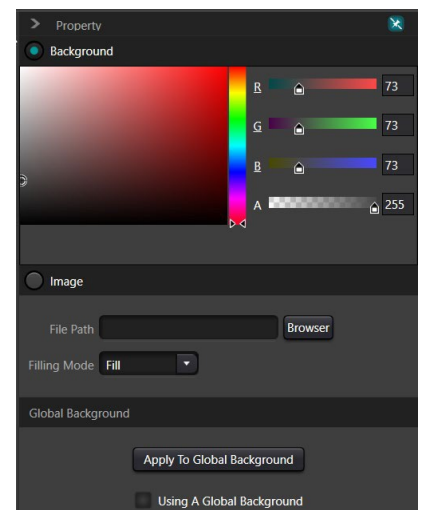 Property
Background
R 73
G 73
B 73
A 255
Image
File Path Browser
Filling Mode Fill
Global Background
Apply To Global Background
Using A Global Background